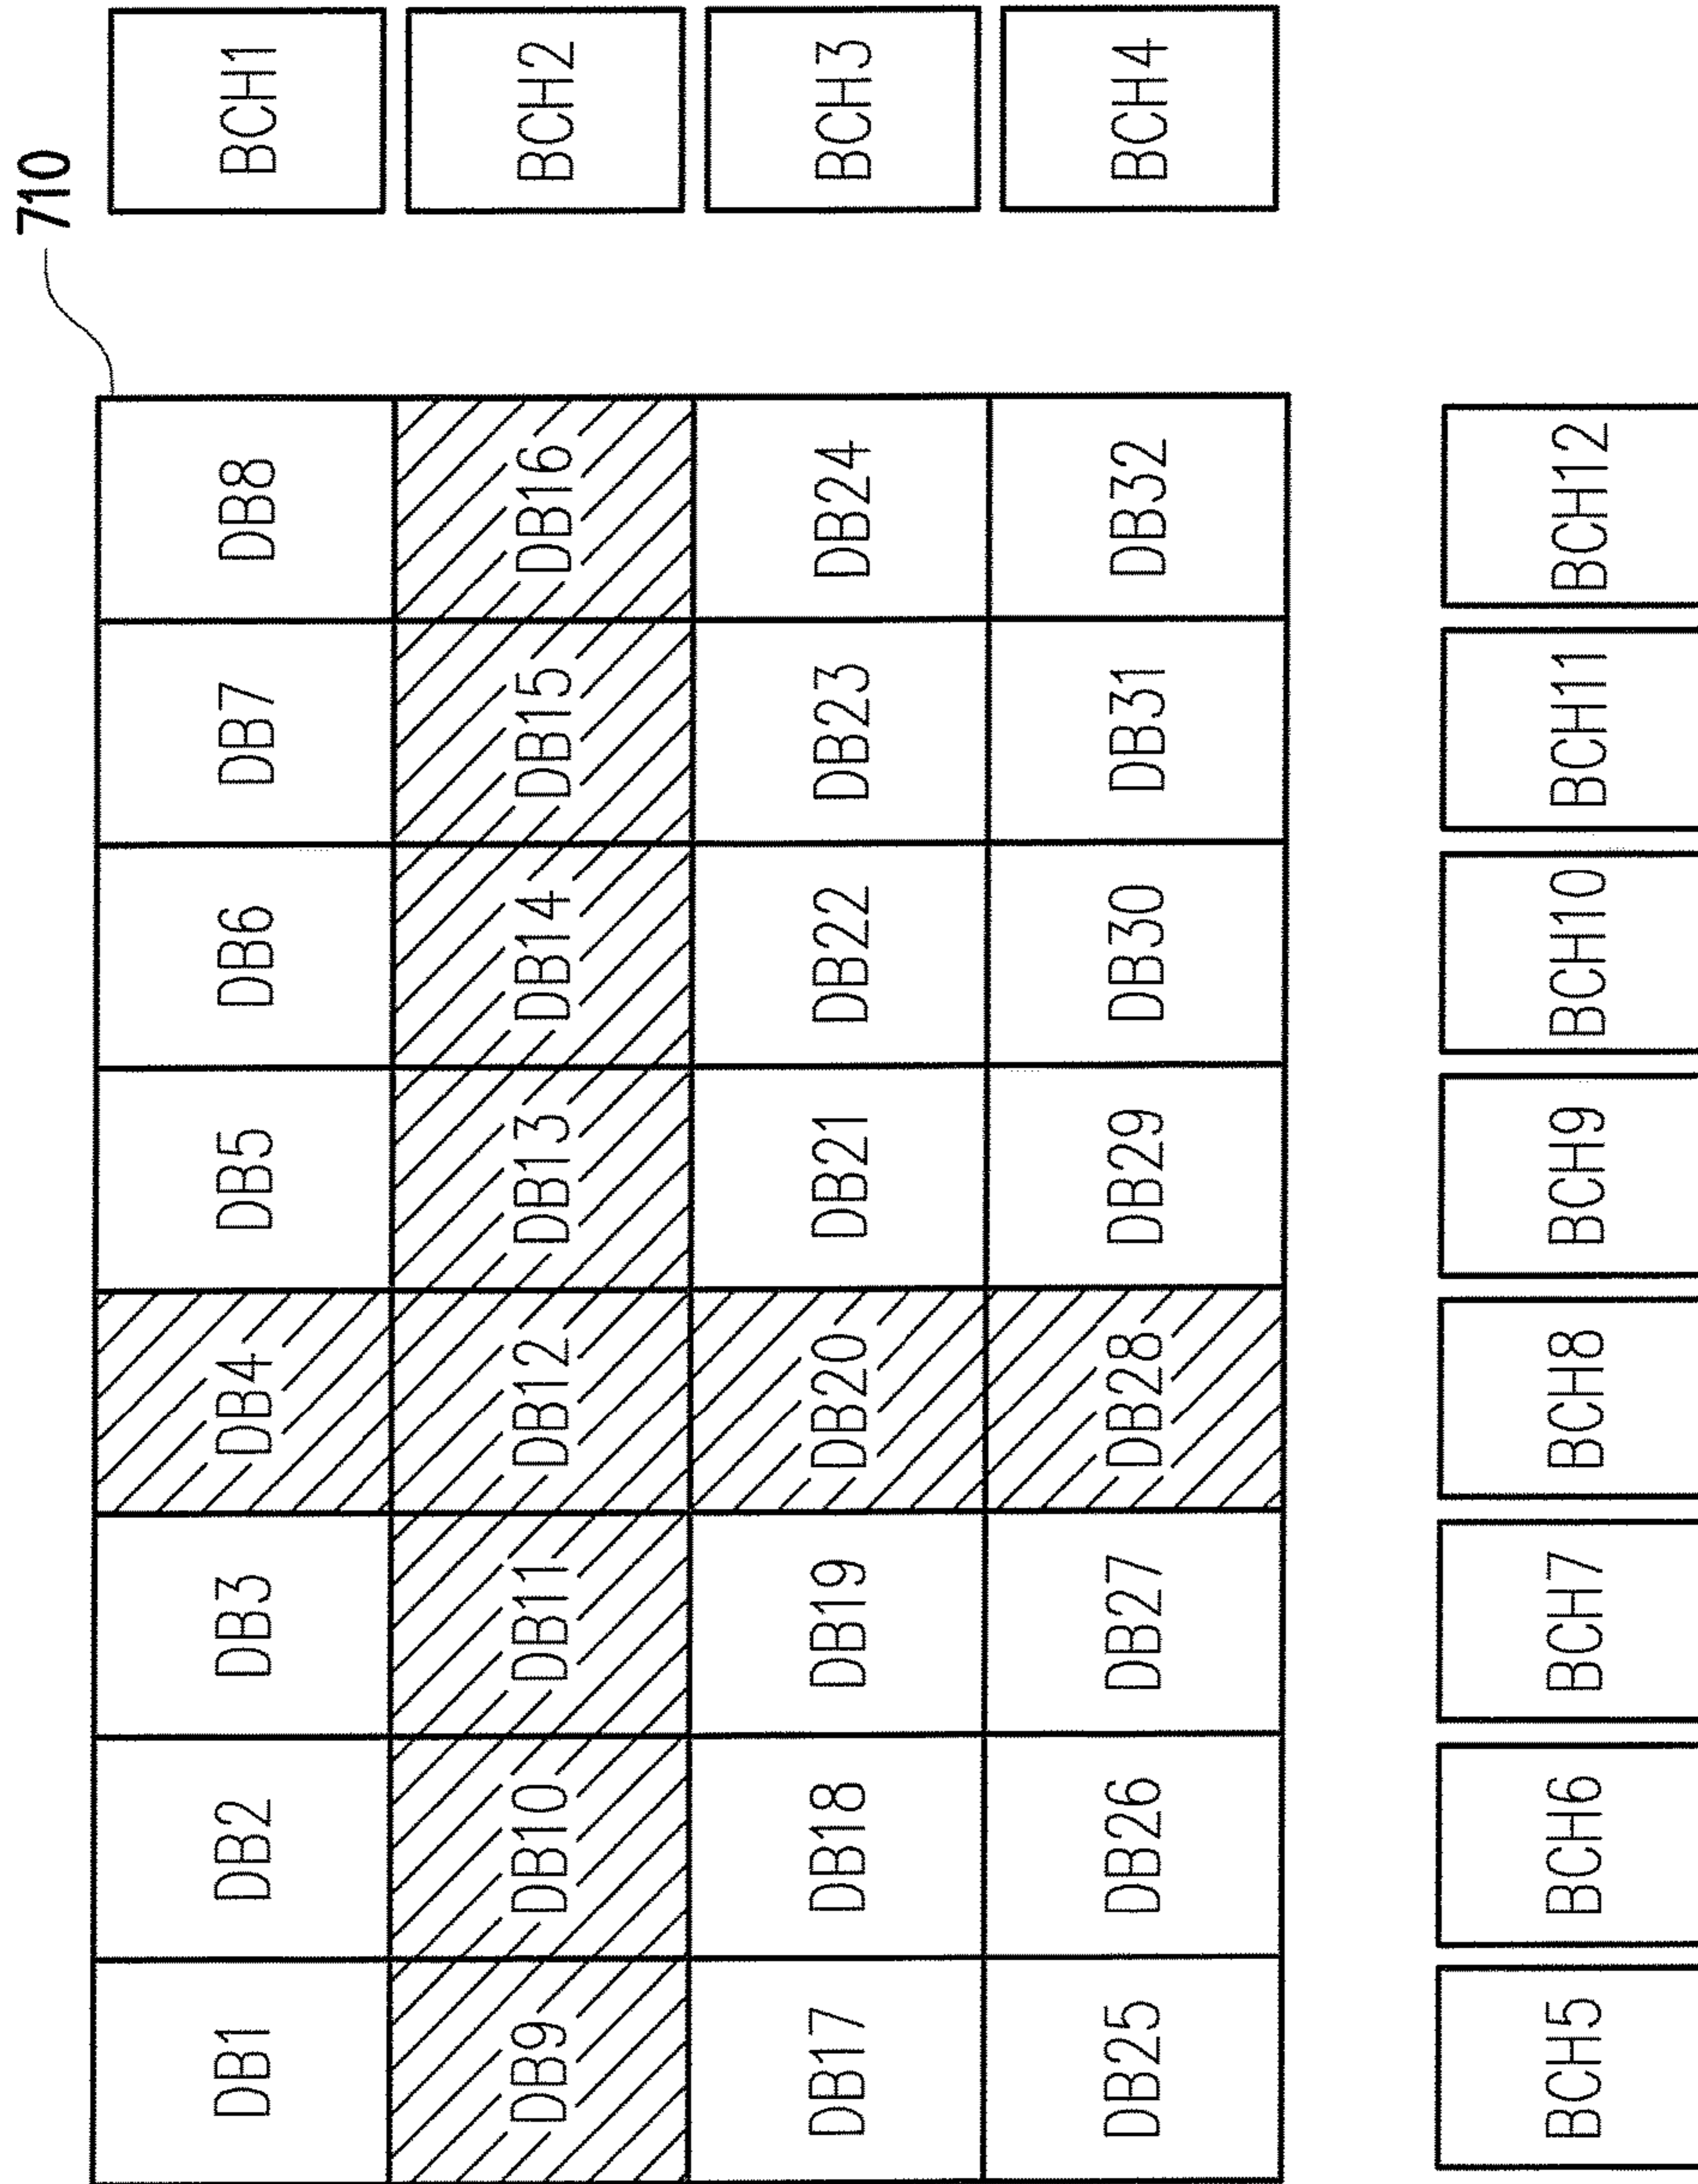 710
DB1 DB2 DB3 DB4 DB5 DB6 DB7 DB8 BCH1
DB9 DB10 DB11 DB12 DB13 DB14 DB15 DB16 BCH2
DB17 DB18 DB19 DB20 DB21 DB22 DB23 DB24 BCH3
DB25 DB26 DB27 DB28 DB29 DB30 DB31 DB32 BCH4
BCH5 BCH6 BCH7 BCH8 BCH9 BCH10 BCH11 BCH12